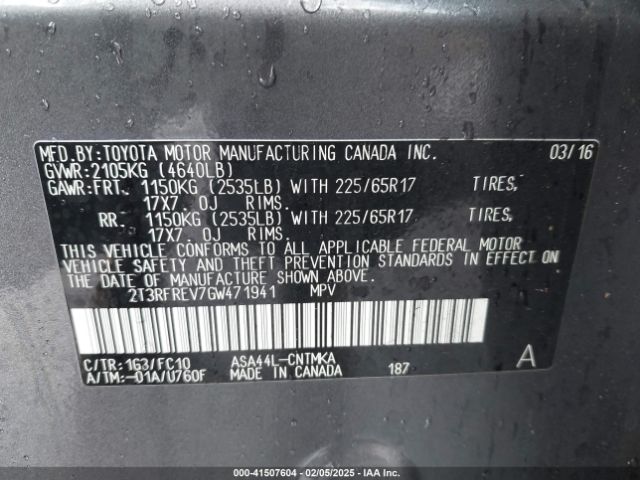 MFD.BY:TOYOTA MOTOR MANUFACTURING CANADA INC. 03/16
GVWR:2105KG (4640LB)
GAWR:FRT. 1150KG (2535LB) WITH 225/65R17 TIRES,
17X7 0J RIMS.
RR. 1150KG (2535LB) WITH 225/65R17 TIRES,
17X7 0J RIMS.
THIS VEHICLE CONFORMS TO ALL APPLICABLE FEDERAL MOTOR
VEHICLE SAFETY AND THEFT PREVENTION STANDARDS IN EFFECT ON
THE DATE OF MANUFACTURE SHOWN ABOVE.
2T3RFREV7GW471941 MPV
C/TR:163/FC10 ASA44L-CNTMKA
A/TM:-01A/U760F MADE IN CANADA 187 A
000-41507604 - 02/05/2025 - IAA Inc.